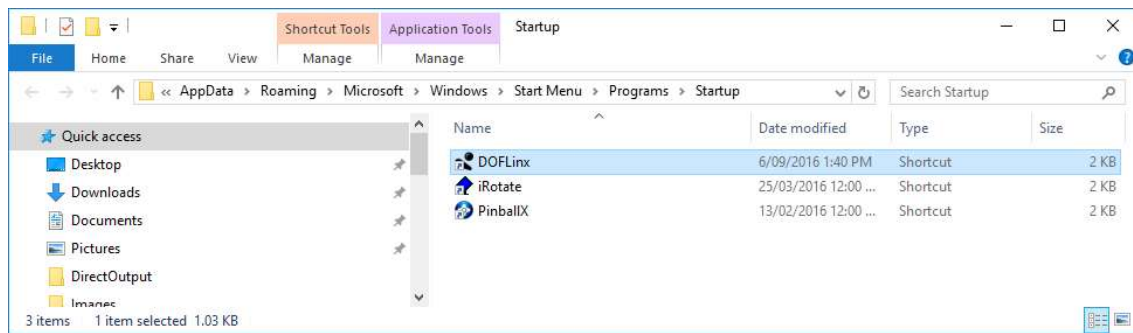 Shortcut Tools Application Tools Startup
File Home Share View Manage Manage
« AppData > Roaming > Microsoft > Windows > Start Menu > Programs > Startup Search Startup
Quick access Name Date modified Type Size
Desktop DOFLinx 6/09/2016 1:40 PM Shortcut 2 KB
Downloads iRotate 25/03/2016 12:00 ... Shortcut 2 KB
Documents PinballX 13/02/2016 12:00 ... Shortcut 2 KB
Pictures
DirectOutput
Images
3 items 1 item selected 1.03 KB